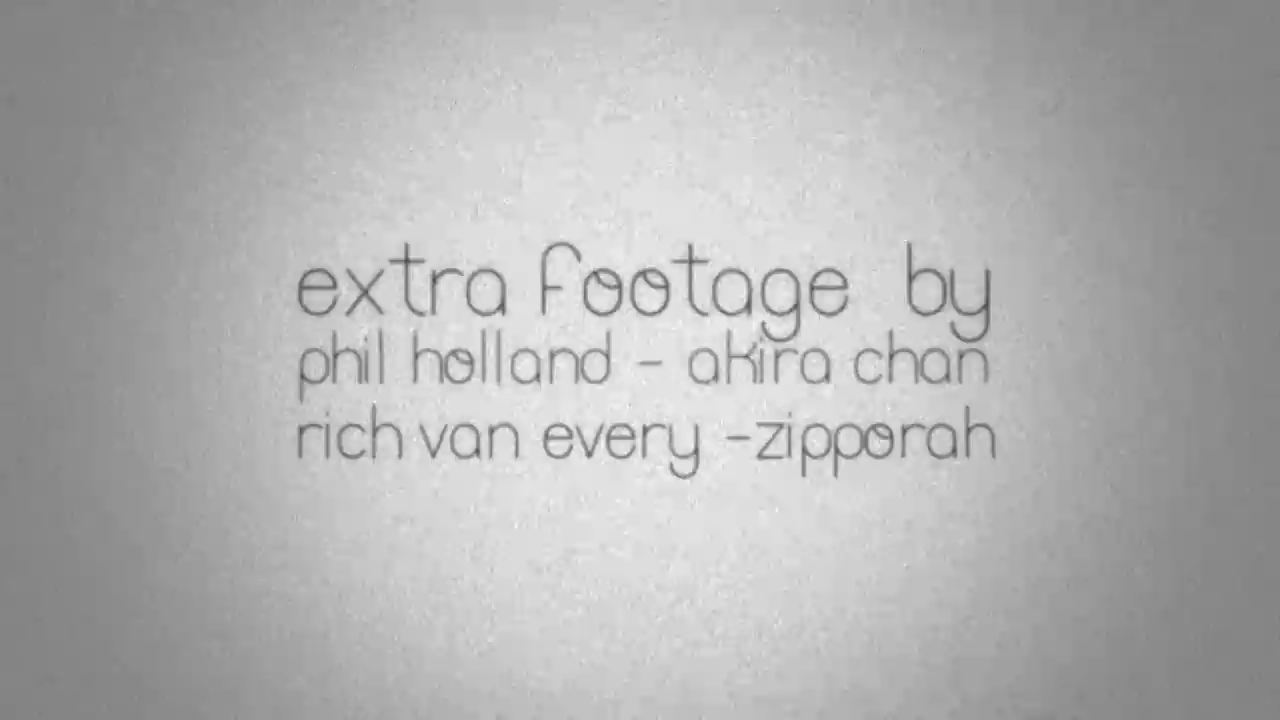 extra footage by
phil holland - akira chan
rich van every -zipporah